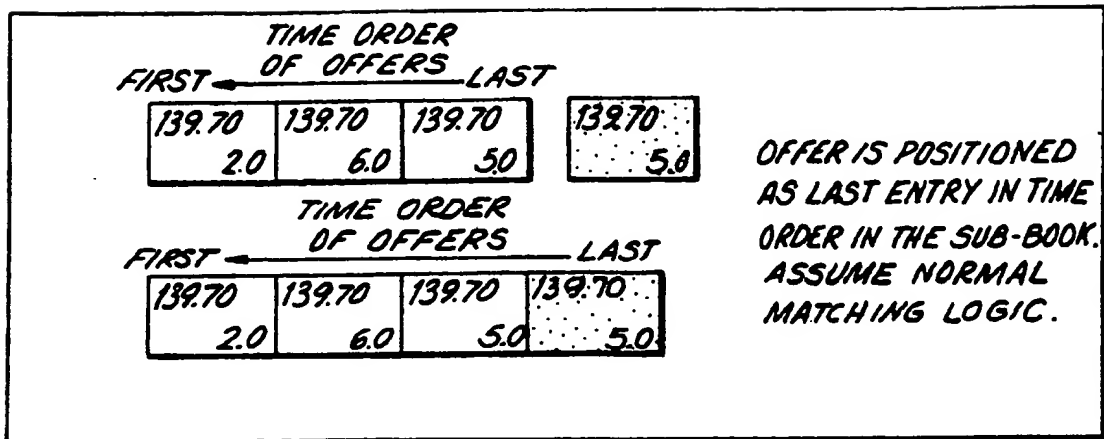 TIME ORDER
OF OFFERS
FIRST LAST
139.70 139.70 139.70 139.70
2.0 6.0 5.0 5.0
TIME ORDER
OF OFFERS
FIRST LAST
139.70 139.70 139.70 139.70
2.0 6.0 5.0 5.0
OFFER IS POSITIONED
AS LAST ENTRY IN TIME
ORDER IN THE SUB-BOOK.
ASSUME NORMAL
MATCHING LOGIC.